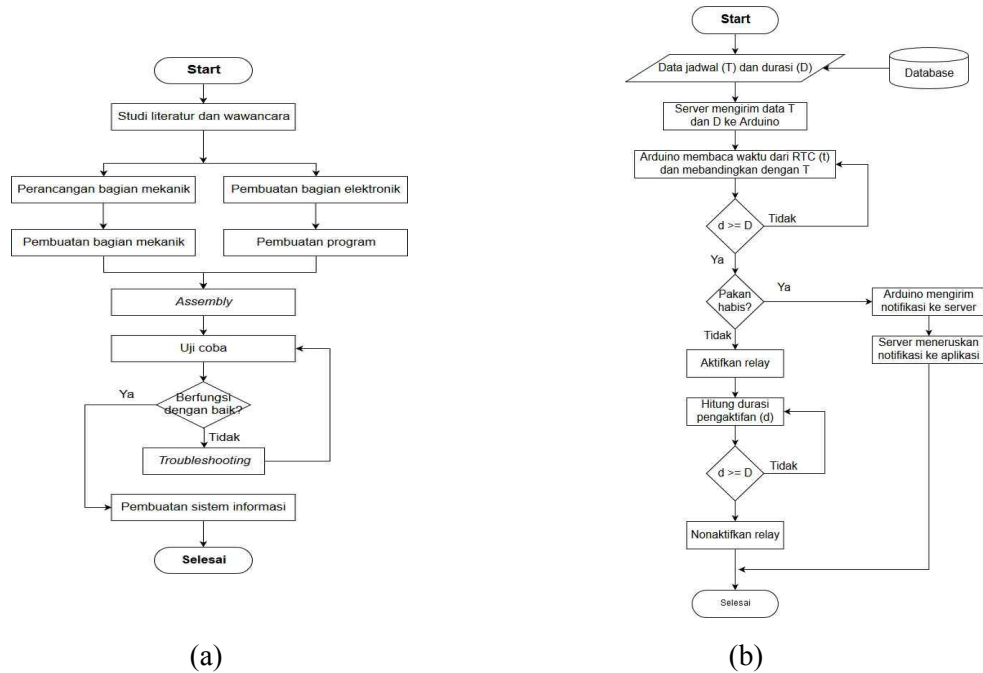 Start
Studi literatur dan wawancara
Perancangan bagian mekanik
Pembuatan bagian elektronik
Pembuatan bagian mekanik
Pembuatan program
Assembly
Uji coba
Ya
Berfungsi
dengan baik?
Tidak
Troubleshooting
Pembuatan sistem informasi
Selesai
(a)
Start
Data jadwal (T) dan durasi (D)
Database
Server mengirim data T
dan D ke Arduino
Arduino membaca waktu dari RTC (t)
dan mebandingkan dengan T
d >= D
Tidak
Ya
Pakan
habis?
Ya
Arduino mengirim
notifikasi ke server
Tidak
Server meneruskan
notifikasi ke aplikasi
Aktifkan relay
Hitung durasi
pengaktifan (d)
d >= D
Tidak
Nonaktifkan relay
Selesai
(b)